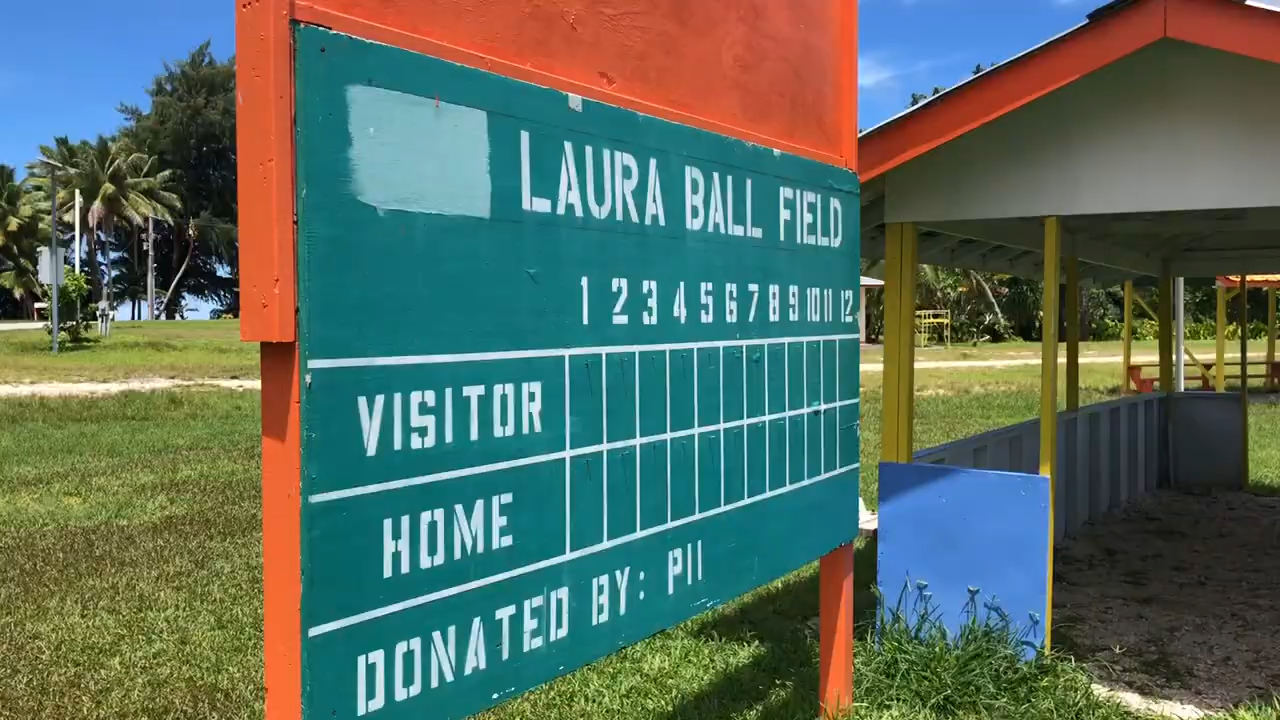 LAURA BALL FIELD
1 2 3 4 5 6 7 8 9 10 11 12
VISITOR
HOME
DONATED BY: PII